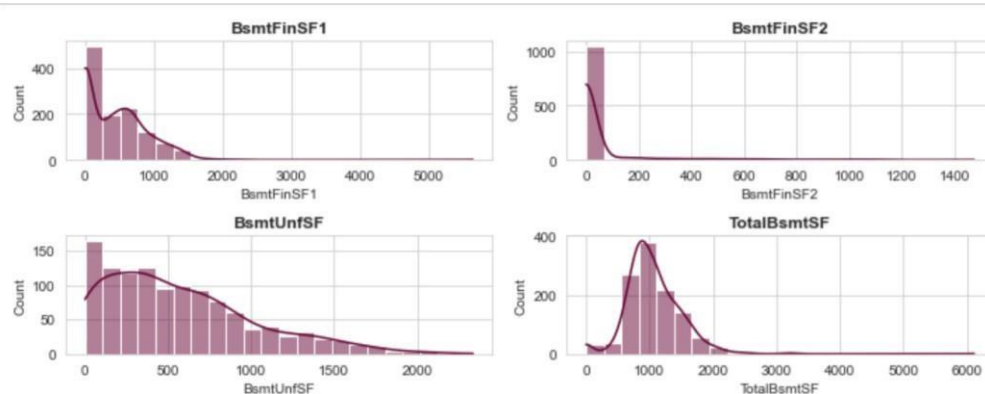 BsmtFinSF1
400
200
0
Count
0 1000 2000 3000 4000 5000
BsmtFinSF1
BsmtFinSF2
1000
500
0
Count
0 200 400 600 800 1000 1200 1400
BsmtFinSF2
BsmtUnfSF
150
100
50
0
Count
0 500 1000 1500 2000
BsmtUnfSF
TotalBsmtSF
400
200
0
Count
0 1000 2000 3000 4000 5000 6000
TotalBsmtSF